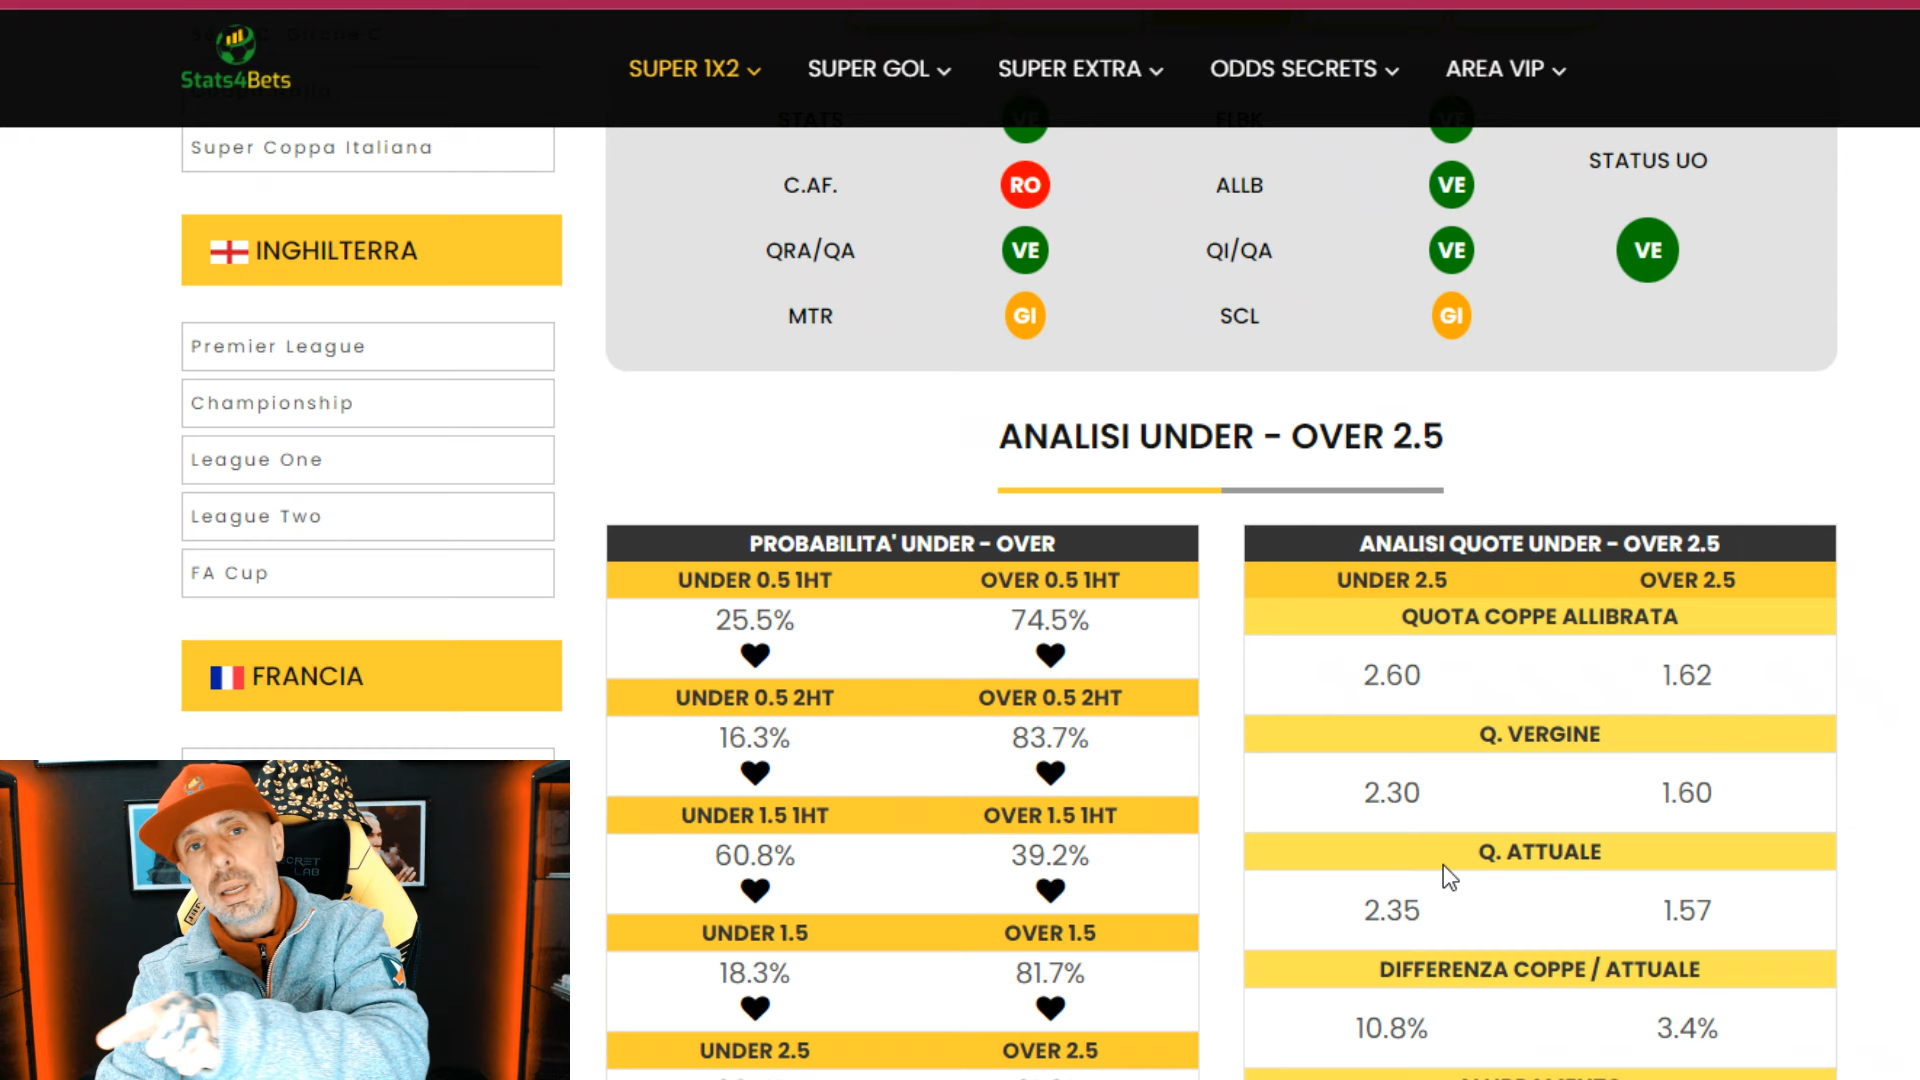 Stats4Bets
SUPER 1X2
SUPER GOL
SUPER EXTRA
ODDS SECRETS
AREA VIP
Super Coppa Italiana
INGHILTERRA
Premier League
Championship
League One
League Two
FA Cup
FRANCIA
STATS
VE
FLBK
VE
C.AF.
RO
ALLB
VE
QRA/QA
VE
QI/QA
VE
MTR
GI
SCL
GI
STATUS UO
VE
ANALISI UNDER - OVER 2.5
PROBABILITA' UNDER - OVER
UNDER 0.5 1HT OVER 0.5 1HT
25.5% 74.5%
UNDER 0.5 2HT OVER 0.5 2HT
16.3% 83.7%
UNDER 1.5 1HT OVER 1.5 1HT
60.8% 39.2%
UNDER 1.5 OVER 1.5
18.3% 81.7%
UNDER 2.5 OVER 2.5
ANALISI QUOTE UNDER - OVER 2.5
UNDER 2.5 OVER 2.5
QUOTA COPPE ALLIBRATA
2.60 1.62
Q. VERGINE
2.30 1.60
Q. ATTUALE
2.35 1.57
DIFFERENZA COPPE / ATTUALE
10.8% 3.4%